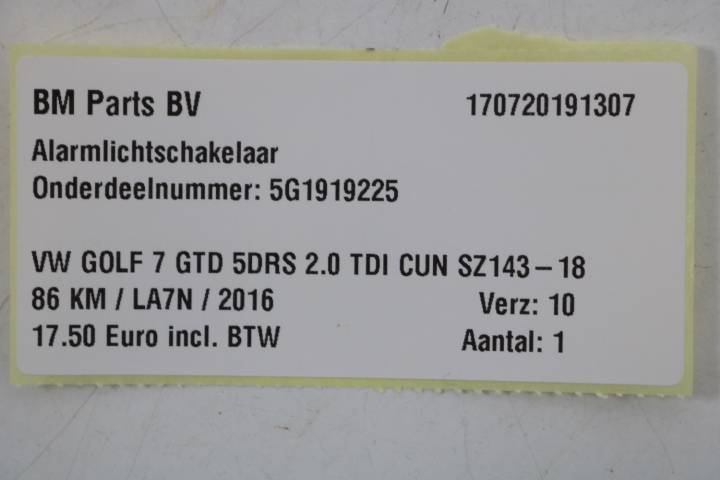 BM Parts BV 170720191307
Alarmlichtschakelaar
Onderdeelnummer: 5G1919225
VW GOLF 7 GTD 5DRS 2.0 TDI CUN SZ143-18
86 KM / LA7N / 2016 Verz: 10
17.50 Euro incl. BTW Aantal: 1